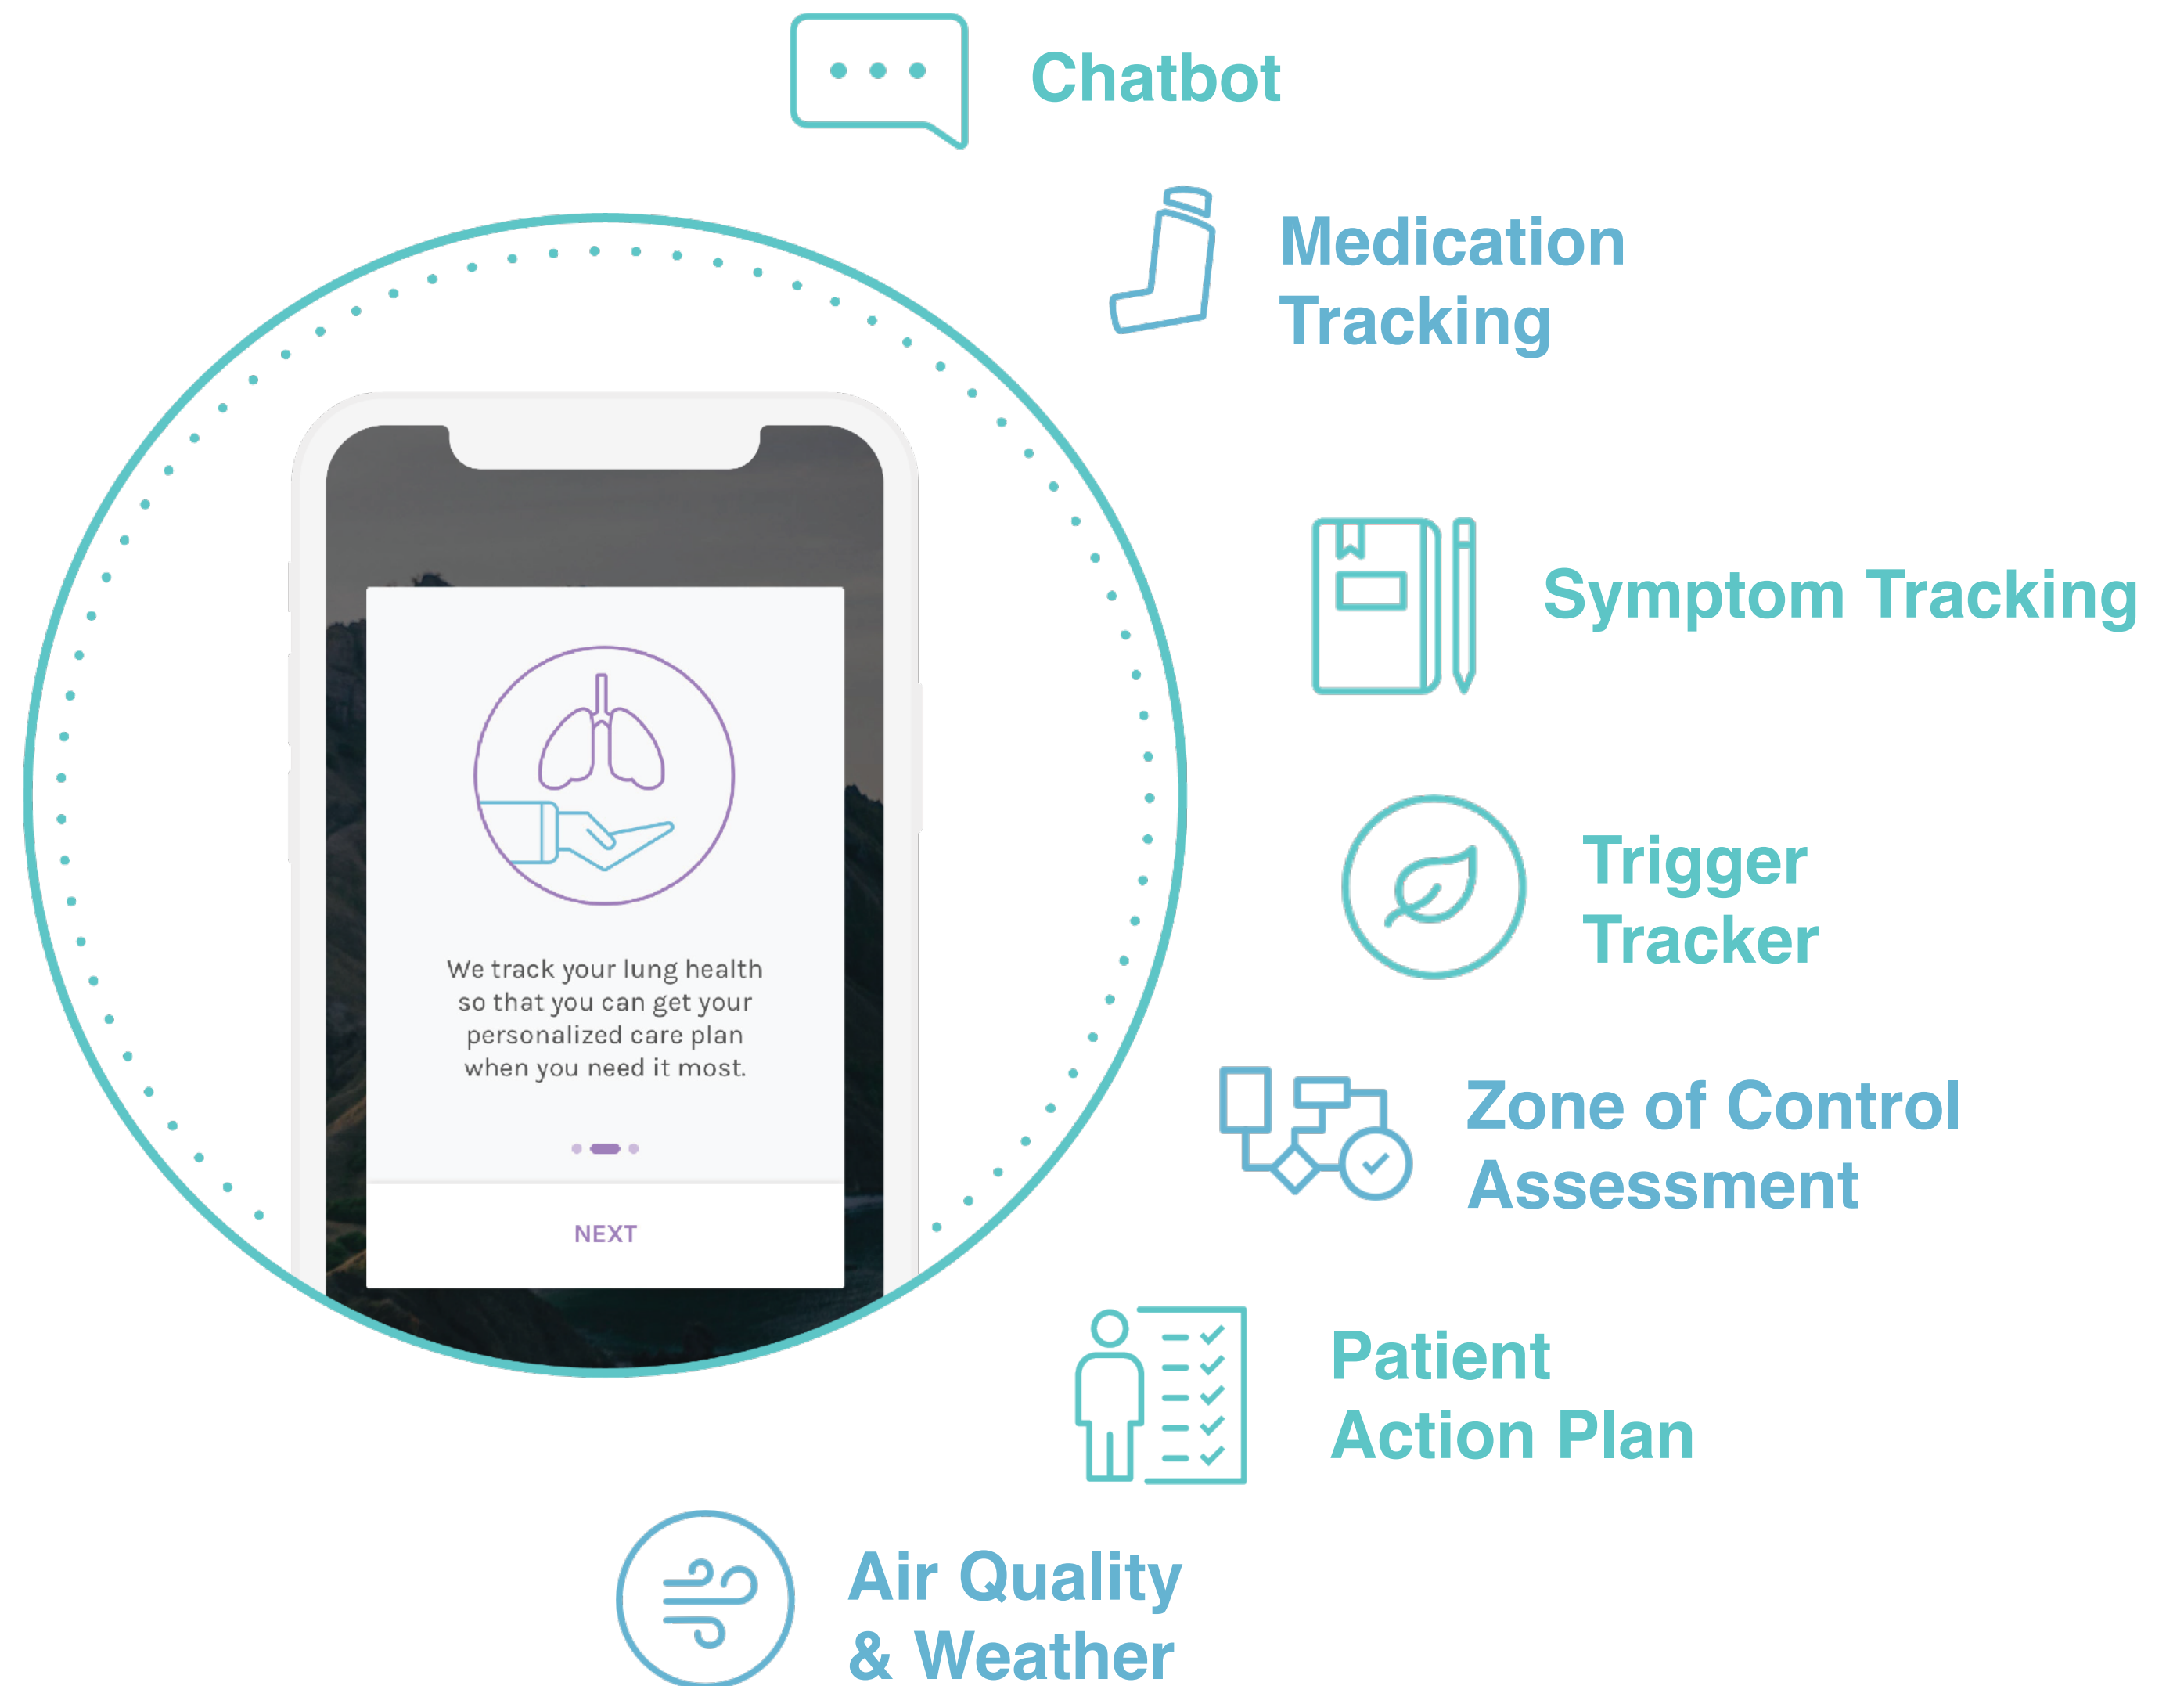 Chatbot
Medication
Tracking
Symptom Tracking
Trigger
Tracker
Zone of Control
Assessment
Patient
Action Plan
Air Quality
& Weather
We track your lung health
so that you can get your
personalized care plan
when you need it most.
NEXT